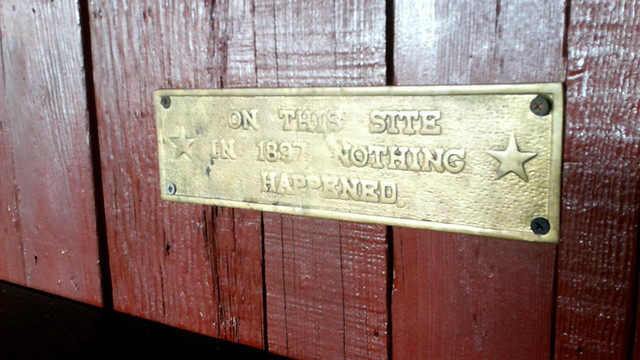 ON THIS SITE
IN 1897 NOTHING
HAPPENED.